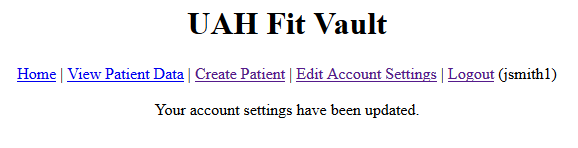 UAH Fit Vault
Home | View Patient Data | Create Patient | Edit Account Settings | Logout (jsmith1)
Your account settings have been updated.